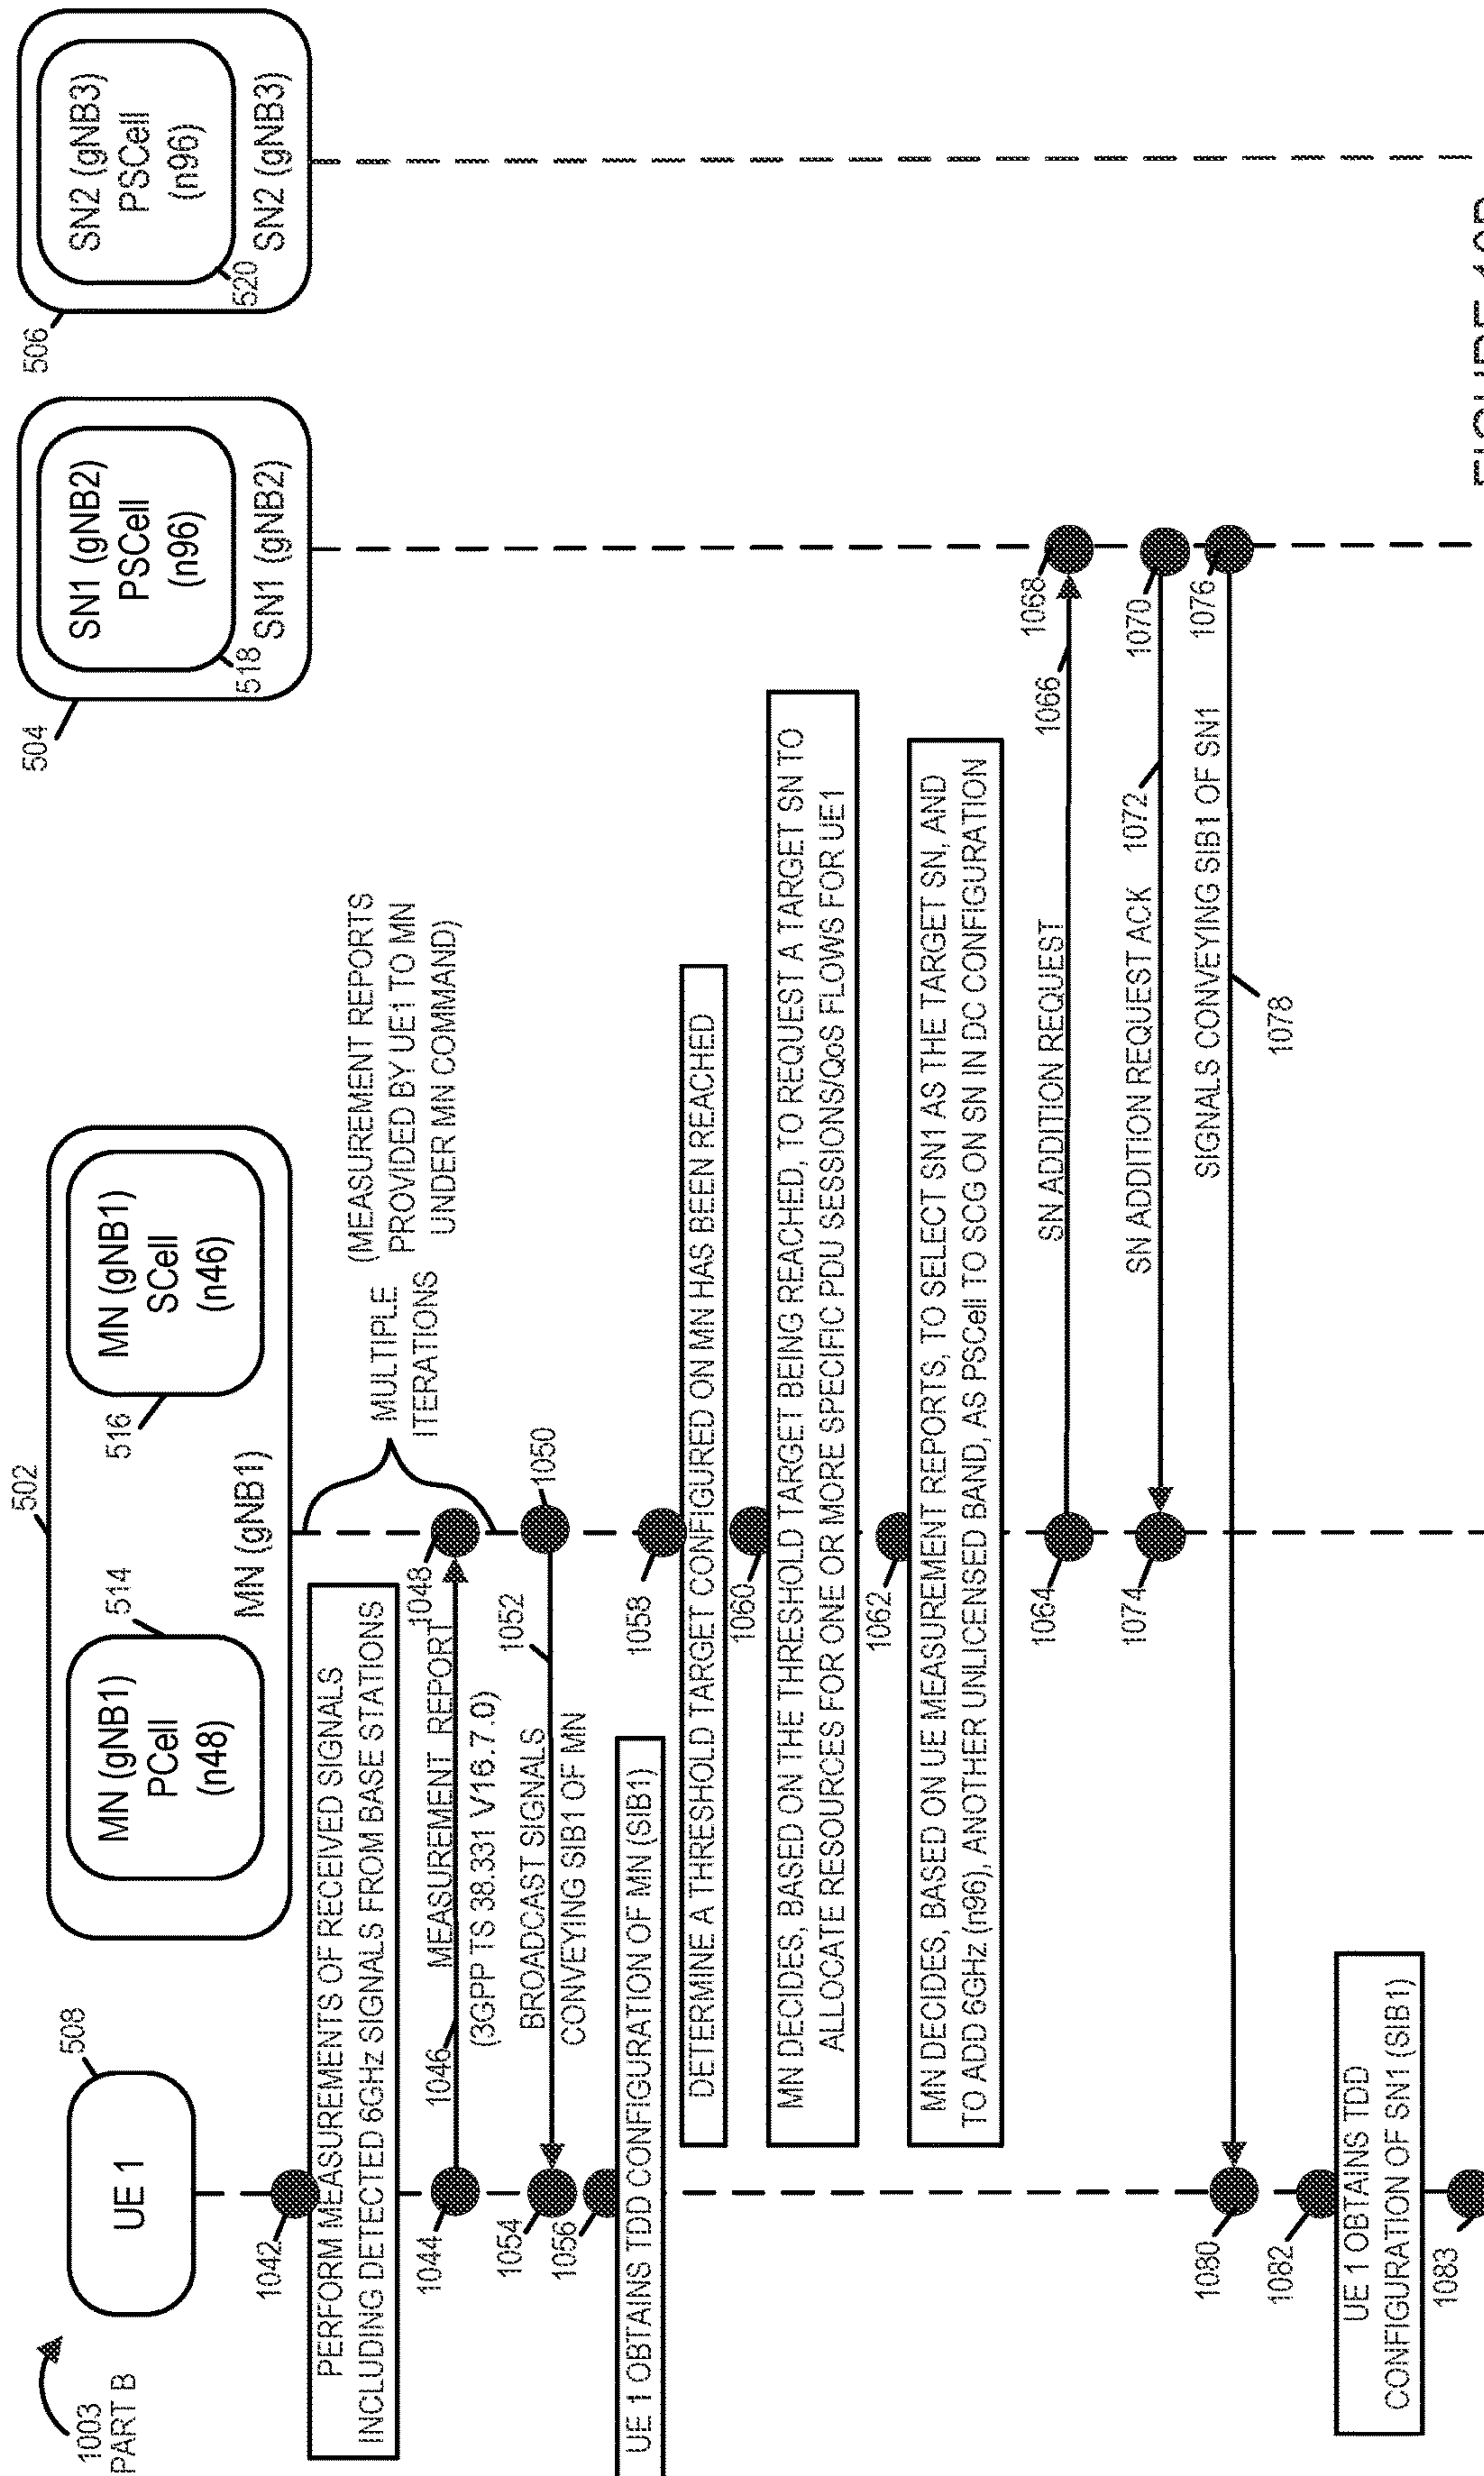 1003
PART B
UE 1
508
502
MN (gNB1)
PCell
(n48)
514
MN (gNB1)
SCell
(n46)
516
MN (gNB1)
504
SN1 (gNB2)
PSCell
(n96)
518
SN1 (gNB2)
506
SN2 (gNB3)
PSCell
(n96)
520
SN2 (gNB3)
1042
PERFORM MEASUREMENTS OF RECEIVED SIGNALS
INCLUDING DETECTED 6GHz SIGNALS FROM BASE STATIONS
(MEASUREMENT REPORTS
PROVIDED BY UE1 TO MN
UNDER MN COMMAND)
MULTIPLE
ITERATIONS
1044
1046
MEASUREMENT REPORT
1048
(3GPP TS 38.331 V16.7.0)
1050
1052
BROADCAST SIGNALS
CONVEYING SIB1 OF MN
1054
1056
UE 1 OBTAINS TDD CONFIGURATION OF MN (SIB1)
1058
DETERMINE A THRESHOLD TARGET CONFIGURED ON MN HAS BEEN REACHED
1060
MN DECIDES, BASED ON THE THRESHOLD TARGET BEING REACHED, TO REQUEST A TARGET SN TO
ALLOCATE RESOURCES FOR ONE OR MORE SPECIFIC PDU SESSIONS/QoS FLOWS FOR UE1
1062
MN DECIDES, BASED ON UE MEASUREMENT REPORTS, TO SELECT SN1 AS THE TARGET SN, AND
TO ADD 6GHz (n96), ANOTHER UNLICENSED BAND, AS PSCell TO SCG ON SN IN DC CONFIGURATION
1064
SN ADDITION REQUEST
1066
1068
1074
SN ADDITION REQUEST ACK
1072
1070
SIGNALS CONVEYING SIB1 OF SN1
1076
1078
1080
1082
UE 1 OBTAINS TDD
CONFIGURATION OF SN1 (SIB1)
1083